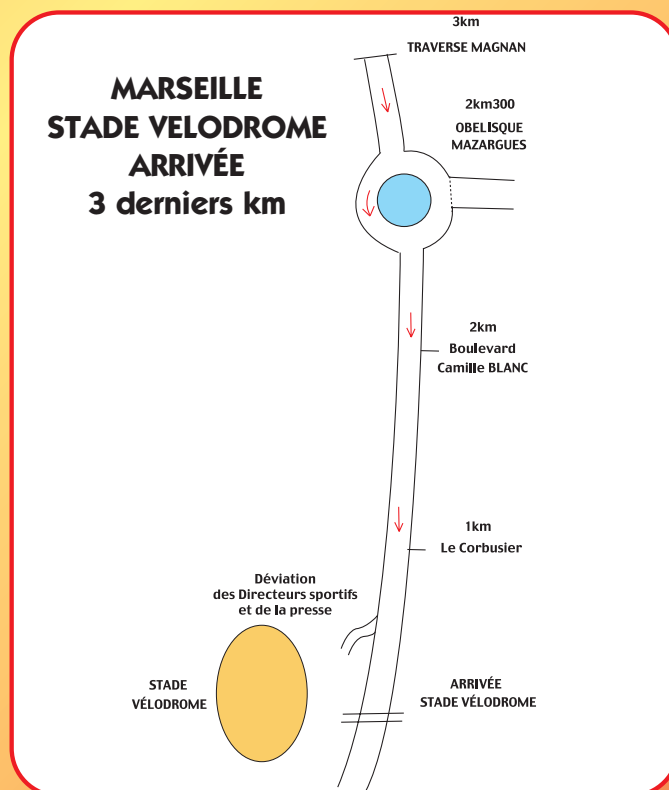 MARSEILLE
STADE VELODROME
ARRIVÉE
3 derniers km
3km
TRAVERSE MAGNAN
2km300
OBELISQUE
MAZARGUES
2km
Boulevard
Camille BLANC
1km
Le Corbusier
Déviation
des Directeurs sportifs
et de la presse
STADE
VÉLODROME
ARRIVÉE
STADE VÉLODROME